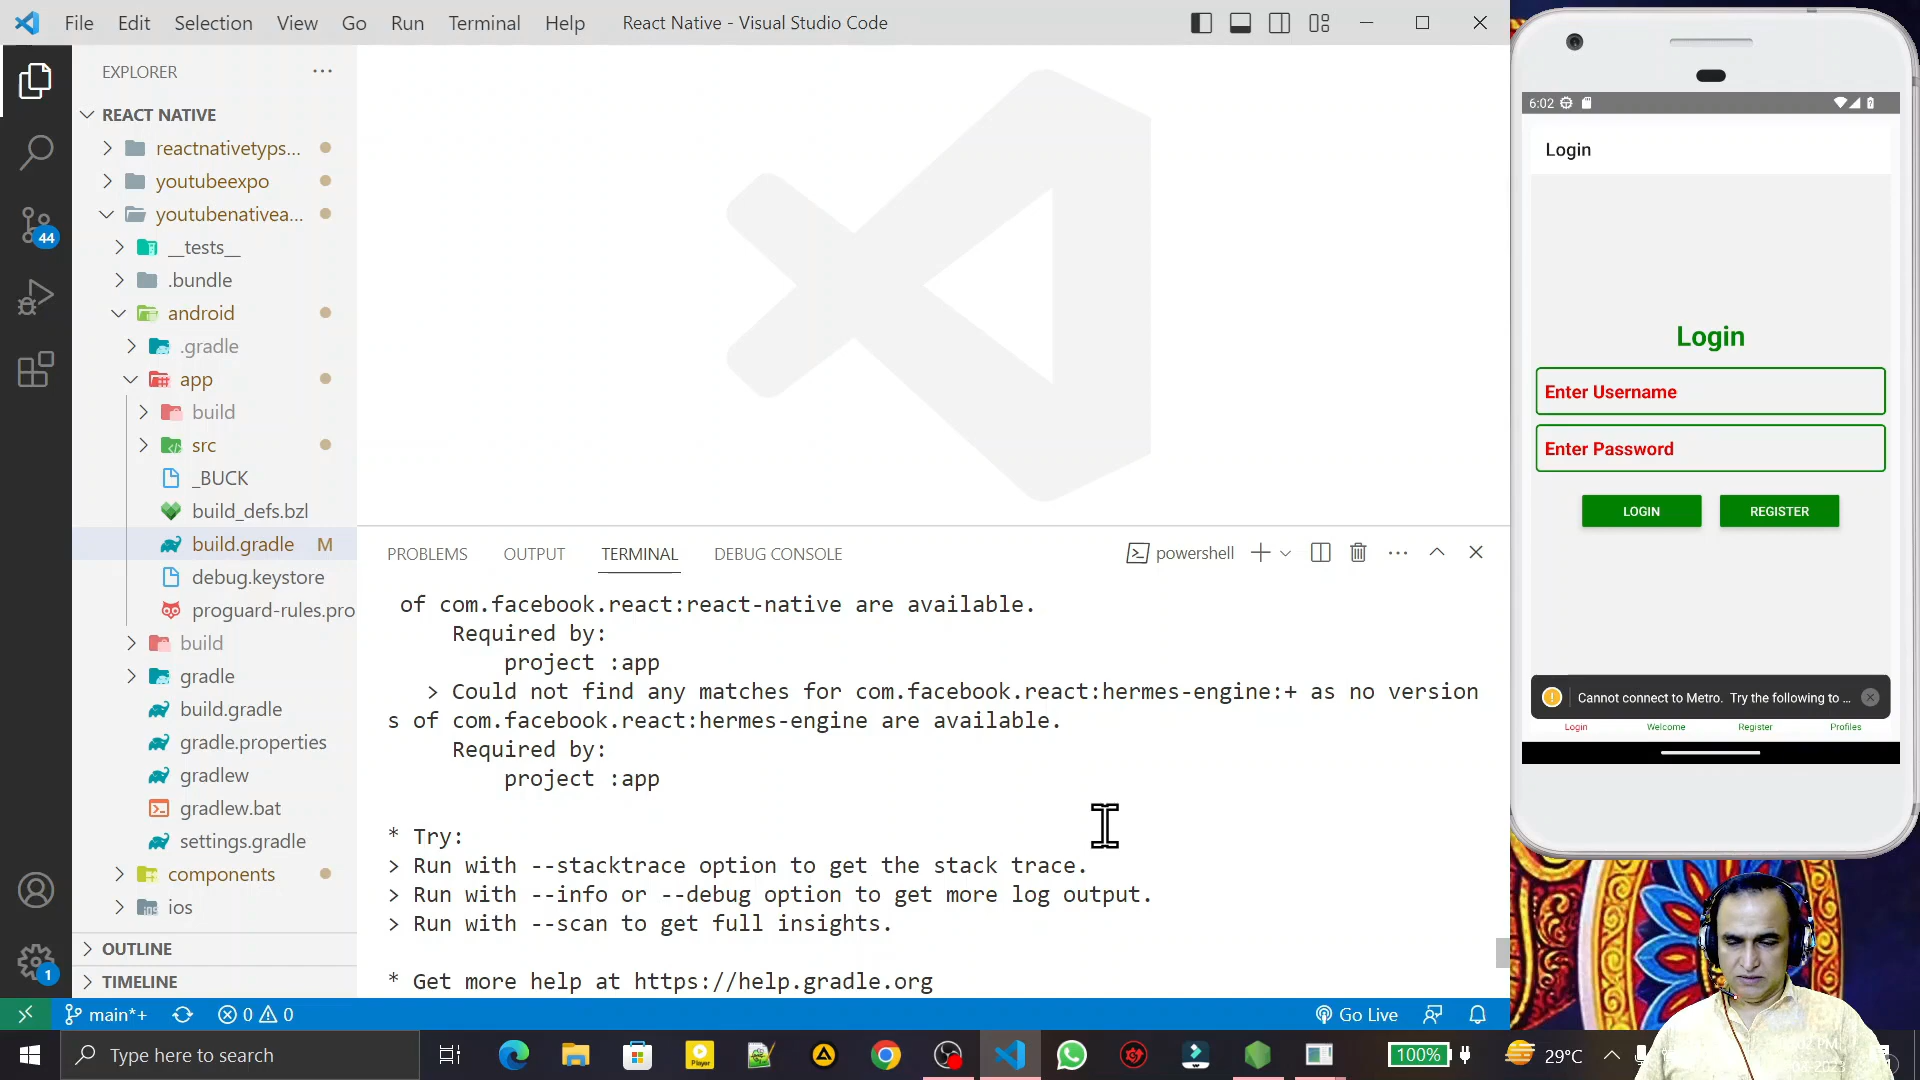 File Edit Selection View Go Run Terminal Help React Native - Visual Studio Code
EXPLORER
REACT NATIVE
reactnativetyps...
youtubeexpo
youtubenativea...
__tests__
.bundle
android
.gradle
app
build
src
_BUCK
build_defs.bzl
build.gradle M
debug.keystore
proguard-rules.pro
build
gradle
build.gradle
gradle.properties
gradlew
gradlew.bat
settings.gradle
components
ios
OUTLINE
TIMELINE
44
1
PROBLEMS OUTPUT TERMINAL DEBUG CONSOLE powershell
of com.facebook.react:react-native are available.
Required by:
project :app
> Could not find any matches for com.facebook.react:hermes-engine:+ as no version
s of com.facebook.react:hermes-engine are available.
Required by:
project :app
* Try:
> Run with --stacktrace option to get the stack trace.
> Run with --info or --debug option to get more log output.
> Run with --scan to get full insights.
* Get more help at https://help.gradle.org
main*+ 0 0 Go Live
Type here to search
Player
100%
29°C
6:02
Login
Login
Enter Username
Enter Password
LOGIN REGISTER
Cannot connect to Metro. Try the following to ...
Login Welcome Register Profiles